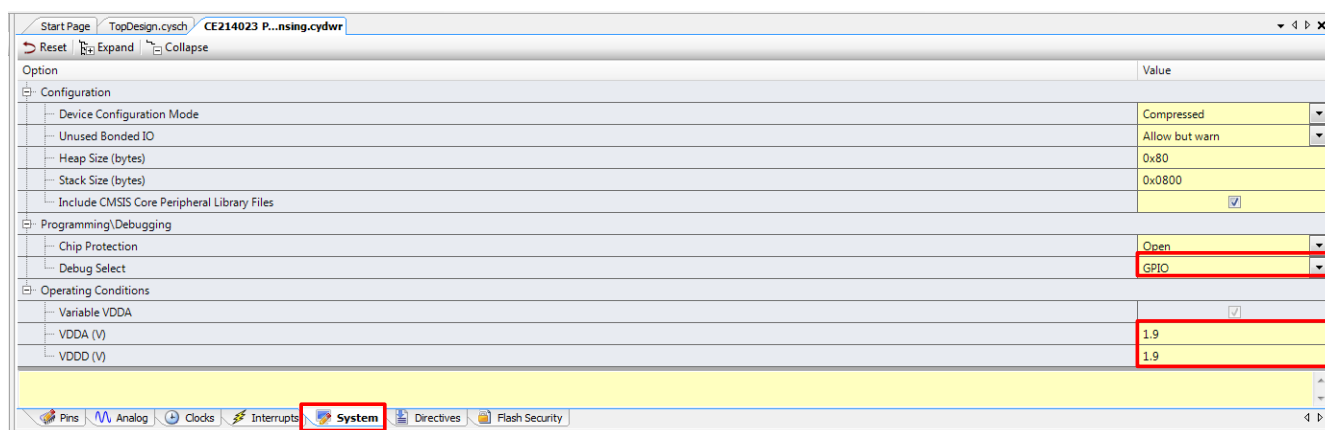 Start Page TopDesign.cysch CE214023 P...nsing.cydwr
Reset Expand Collapse
Option Value
Configuration
Device Configuration Mode Compressed
Unused Bonded IO Allow but warn
Heap Size (bytes) 0x80
Stack Size (bytes) 0x0800
Include CMSIS Core Peripheral Library Files
Programming\Debugging
Chip Protection Open
Debug Select GPIO
Operating Conditions
Variable VDDA
VDDA (V) 1.9
VDDD (V) 1.9
Pins Analog Clocks Interrupts System Directives Flash Security